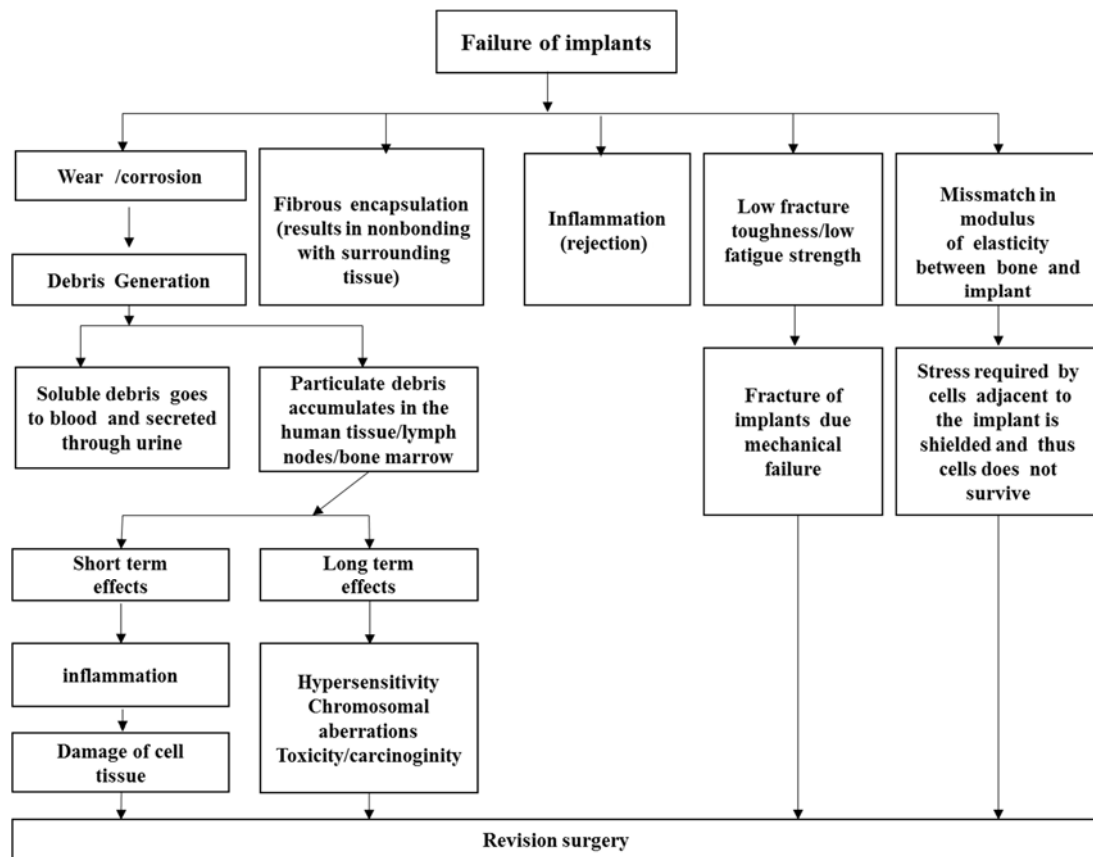 Failure of implants
Wear /corrosion
Fibrous encapsulation
(results in nonbonding
with surrounding
tissue)
Inflammation
(rejection)
Low fracture
toughness/low
fatigue strength
Missmatch in
modulus
of elasticity
between bone and
implant
Debris Generation
Soluble debris goes
to blood and secreted
through urine
Particulate debris
accumulates in the
human tissue/lymph
nodes/bone marrow
Fracture of
implants due
mechanical
failure
Stress required by
cells adjacent to
the implant is
shielded and thus
cells does not
survive
Short term
effects
Long term
effects
inflammation
Hypersensitivity
Chromosomal
aberrations
Toxicity/carcinoginity
Damage of cell
tissue
Revision surgery